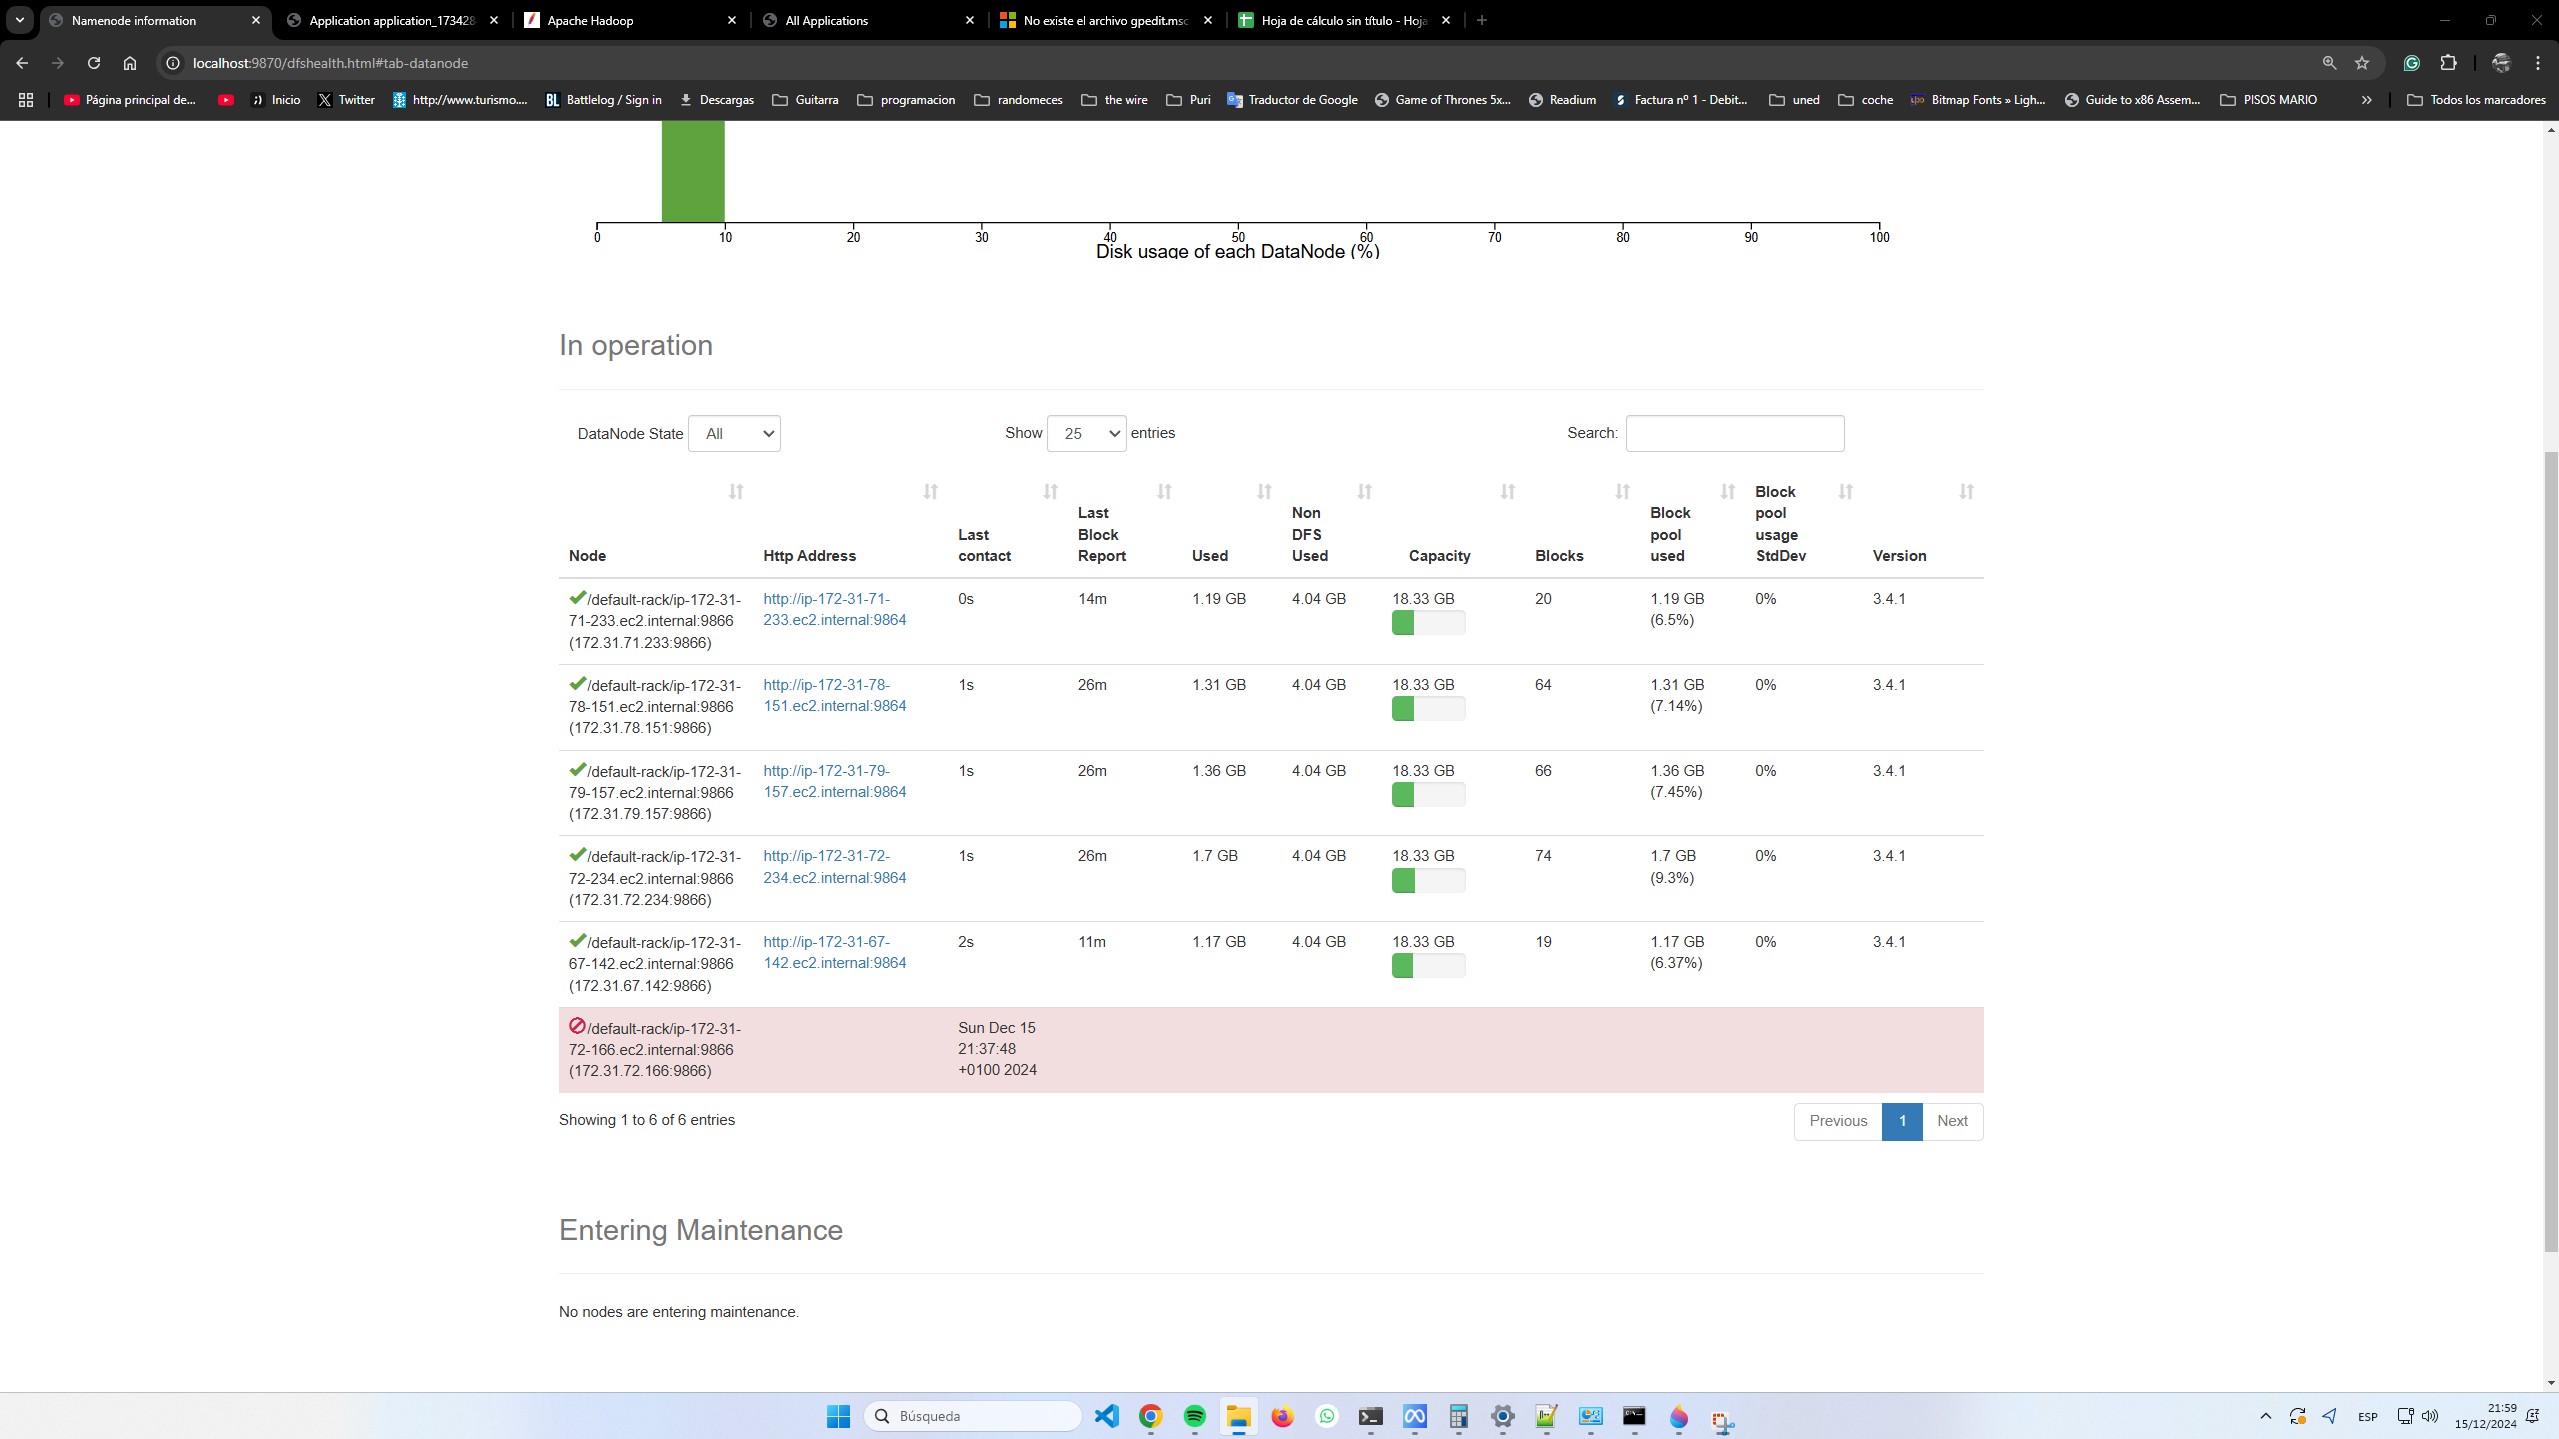 Namenode information
Application application_173428
Apache Hadoop
All Applications
No existe el archivo gpedit.msc
Hoja de cálculo sin título - Hoja
localhost:9870/dfshealth.html#tab-datanode
Página principal de...
Inicio
Twitter
http://www.turismo....
BL
Battlelog / Sign in
Descargas
Guitarra
programacion
randomeces
the wire
Puri
Traductor de Google
Game of Thrones 5x...
Readium
Factura nº 1 - Debit...
uned
coche
Bitmap Fonts » Ligh...
Guide to x86 Assem...
PISOS MARIO
»
Todos los marcadores
0 10 20 30 40 50 60 70 80 90 100
Disk usage of each DataNode (%)
In operation
DataNode State All
Show 25 entries
Search:
Node
Http Address
Last contact
Last Block Report
Used
Non DFS Used
Capacity
Blocks
Block pool used
Block pool usage StdDev
Version
/default-rack/ip-172-31- http://ip-172-31-71- 0s 14m 1.19 GB 4.04 GB 18.33 GB 20 1.19 GB 0% 3.4.1
71-233.ec2.internal:9866 233.ec2.internal:9864 (6.5%)
(172.31.71.233:9866)
/default-rack/ip-172-31- http://ip-172-31-78- 1s 26m 1.31 GB 4.04 GB 18.33 GB 64 1.31 GB 0% 3.4.1
78-151.ec2.internal:9866 151.ec2.internal:9864 (7.14%)
(172.31.78.151:9866)
/default-rack/ip-172-31- http://ip-172-31-79- 1s 26m 1.36 GB 4.04 GB 18.33 GB 66 1.36 GB 0% 3.4.1
79-157.ec2.internal:9866 157.ec2.internal:9864 (7.45%)
(172.31.79.157:9866)
/default-rack/ip-172-31- http://ip-172-31-72- 1s 26m 1.7 GB 4.04 GB 18.33 GB 74 1.7 GB 0% 3.4.1
72-234.ec2.internal:9866 234.ec2.internal:9864 (9.3%)
(172.31.72.234:9866)
/default-rack/ip-172-31- http://ip-172-31-67- 2s 11m 1.17 GB 4.04 GB 18.33 GB 19 1.17 GB 0% 3.4.1
67-142.ec2.internal:9866 142.ec2.internal:9864 (6.37%)
(172.31.67.142:9866)
/default-rack/ip-172-31- Sun Dec 15
72-166.ec2.internal:9866 21:37:48
(172.31.72.166:9866) +0100 2024
Showing 1 to 6 of 6 entries
Previous 1 Next
Entering Maintenance
No nodes are entering maintenance.
Búsqueda
ESP
21:59
15/12/2024